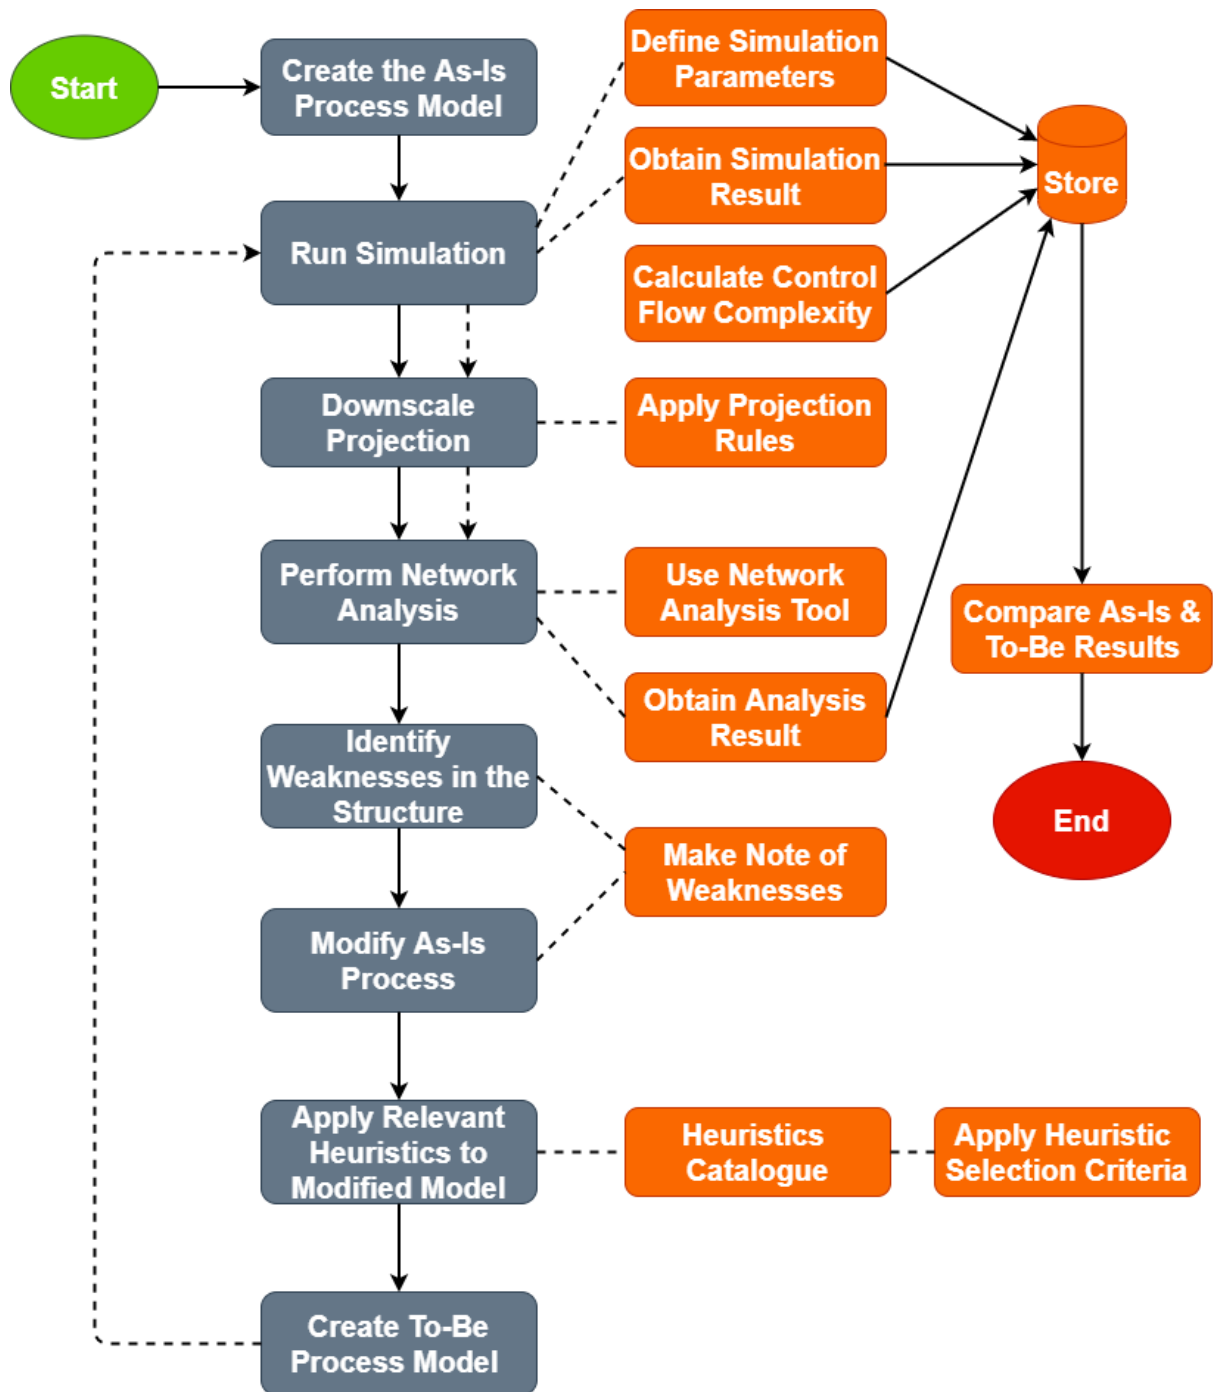 Start
Create the As-Is
Process Model
Define Simulation
Parameters
Obtain Simulation
Result
Store
Run Simulation
Calculate Control
Flow Complexity
Downscale
Projection
Apply Projection
Rules
Perform Network
Analysis
Use Network
Analysis Tool
Compare As-Is &
To-Be Results
Obtain Analysis
Result
Identify
Weaknesses in the
Structure
End
Make Note of
Weaknesses
Modify As-Is
Process
Apply Relevant
Heuristics to
Modified Model
Heuristics
Catalogue
Apply Heuristic
Selection Criteria
Create To-Be
Process Model